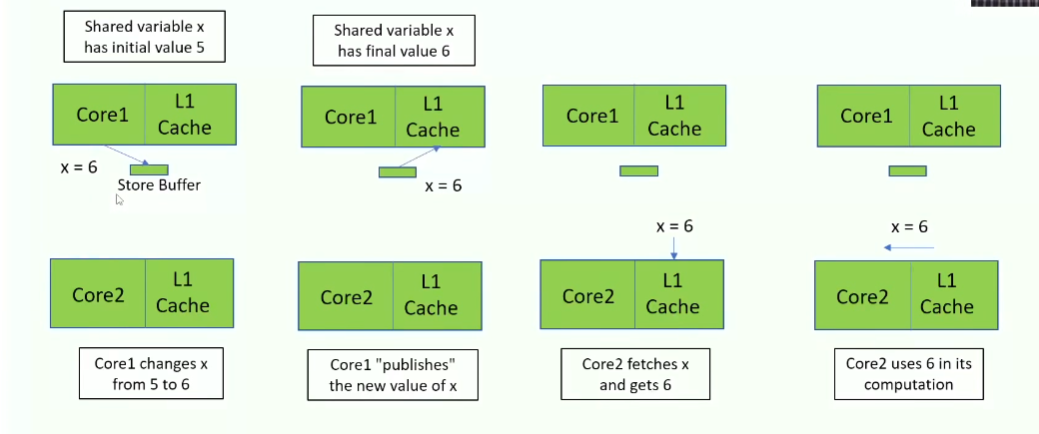 Shared variable x
has initial value 5
Shared variable x
has final value 6
Core1
L1
Cache
Core1
L1
Cache
Core1
L1
Cache
Core1
L1
Cache
x = 6
Store Buffer
x = 6
x = 6
x = 6
Core2
L1
Cache
Core2
L1
Cache
Core2
L1
Cache
Core2
L1
Cache
Core1 changes x
from 5 to 6
Core1 "publishes"
the new value of x
Core2 fetches x
and gets 6
Core2 uses 6 in its
computation